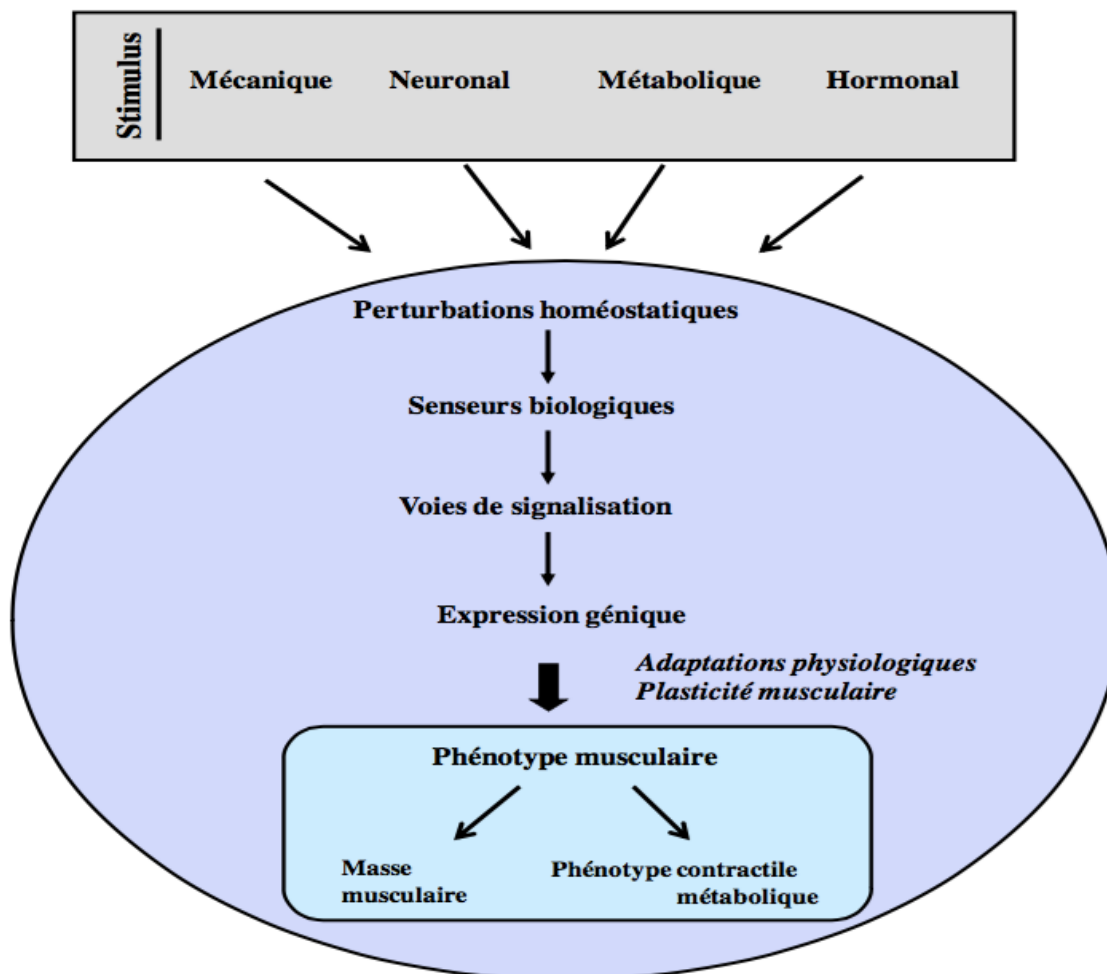 Stimulus
Mécanique Neuronal Métabolique Hormonal
Perturbations homéostatiques
Senseurs biologiques
Voies de signalisation
Expression génique
Adaptations physiologiques
Plasticité musculaire
Phénotype musculaire
Masse
musculaire
Phénotype contractile
métabolique